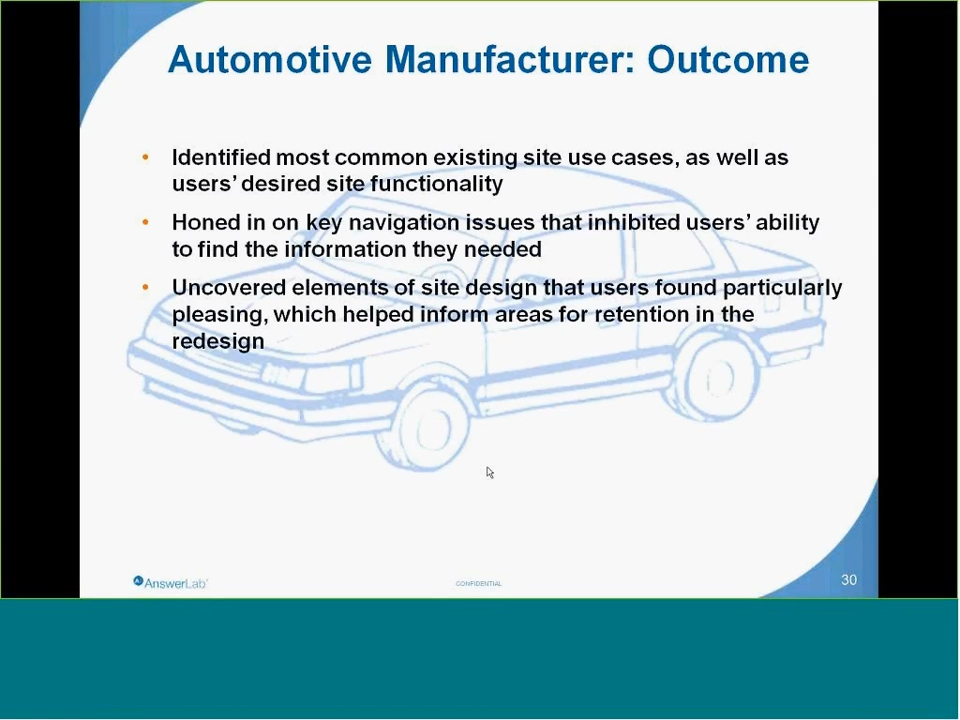 Automotive Manufacturer: Outcome
• Identified most common existing site use cases, as well as
users’ desired site functionality
• Honed in on key navigation issues that inhibited users’ ability
to find the information they needed
• Uncovered elements of site design that users found particularly
pleasing, which helped inform areas for retention in the
redesign
AnswerLab
CONFIDENTIAL
30